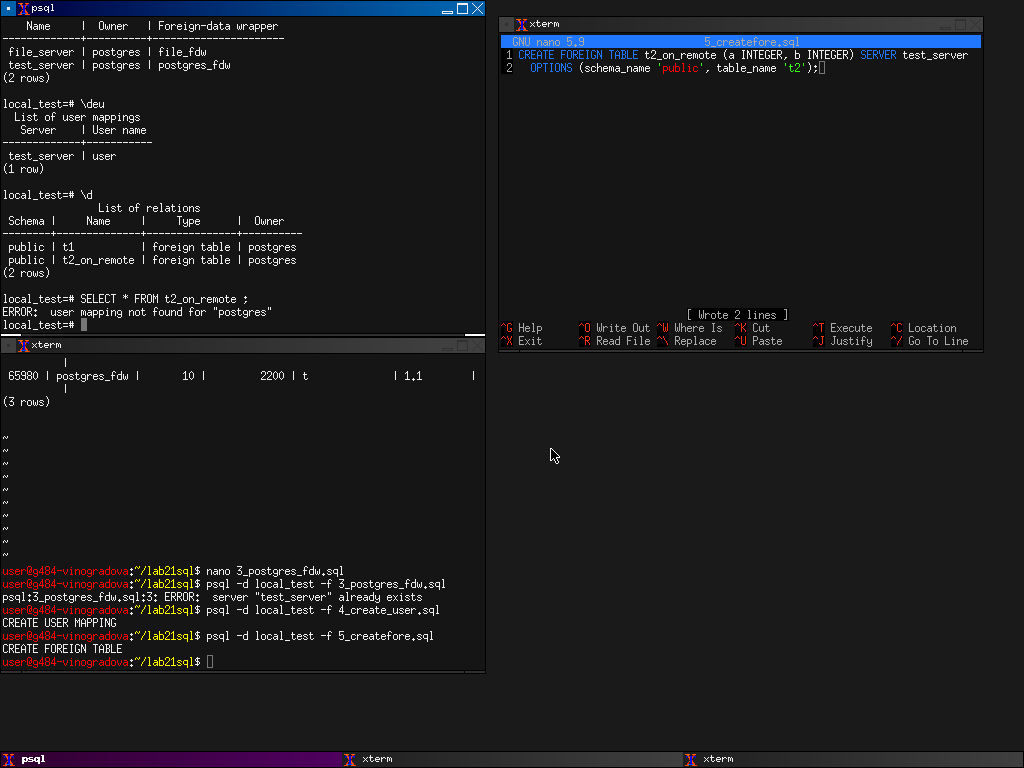 psql
   Name     |  Owner   | Foreign-data wrapper
-------------+----------+----------------------
 file_server | postgres | file_fdw
 test_server | postgres | postgres_fdw
(2 rows)

local_test=# \deu
  List of user mappings
   Server    | User name
-------------+-----------
 test_server | user
(1 row)

local_test=# \d
               List of relations
 Schema |     Name     |     Type      |  Owner
--------+--------------+---------------+----------
 public | t1           | foreign table | postgres
 public | t2_on_remote | foreign table | postgres
(2 rows)

local_test=# SELECT * FROM t2_on_remote ;
ERROR:  user mapping not found for "postgres"
local_test=#
xterm
          |
 65980 | postgres_fdw |       10 |         2200 | t              | 1.1        |
          |
(3 rows)

~
~
~
~
~
~
~
~
~
~
user@g484-vinogradova:~/lab21sql$ nano 3_postgres_fdw.sql
user@g484-vinogradova:~/lab21sql$ psql -d local_test -f 3_postgres_fdw.sql
psql:3_postgres_fdw.sql:3: ERROR:  server "test_server" already exists
user@g484-vinogradova:~/lab21sql$ psql -d local_test -f 4_create_user.sql
CREATE USER MAPPING
user@g484-vinogradova:~/lab21sql$ psql -d local_test -f 5_createfore.sql
CREATE FOREIGN TABLE
user@g484-vinogradova:~/lab21sql$
xterm
GNU nano 5.9                  5_createfore.sql
1 CREATE FOREIGN TABLE t2_on_remote (a INTEGER, b INTEGER) SERVER test_server
2   OPTIONS (schema_name 'public', table_name 't2');
[ Wrote 2 lines ]
^G Help      ^O Write Out ^W Where Is  ^K Cut       ^T Execute   ^C Location
^X Exit      ^R Read File ^\ Replace   ^U Paste     ^J Justify   ^/ Go To Line
psql
xterm
xterm